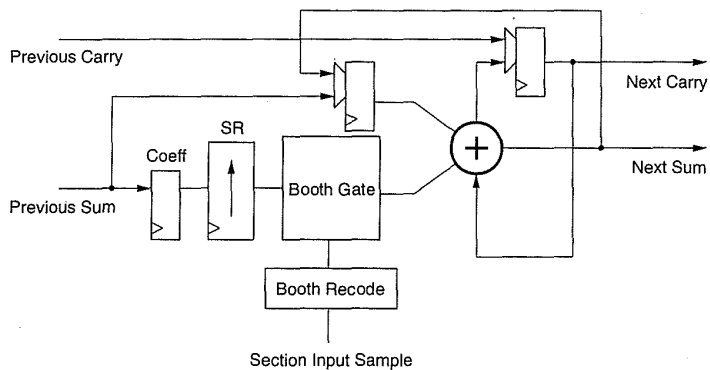 Previous Carry
Next Carry
SR
Coeff
Booth Gate
+
Next Sum
Previous Sum
Booth Recode
Section Input Sample